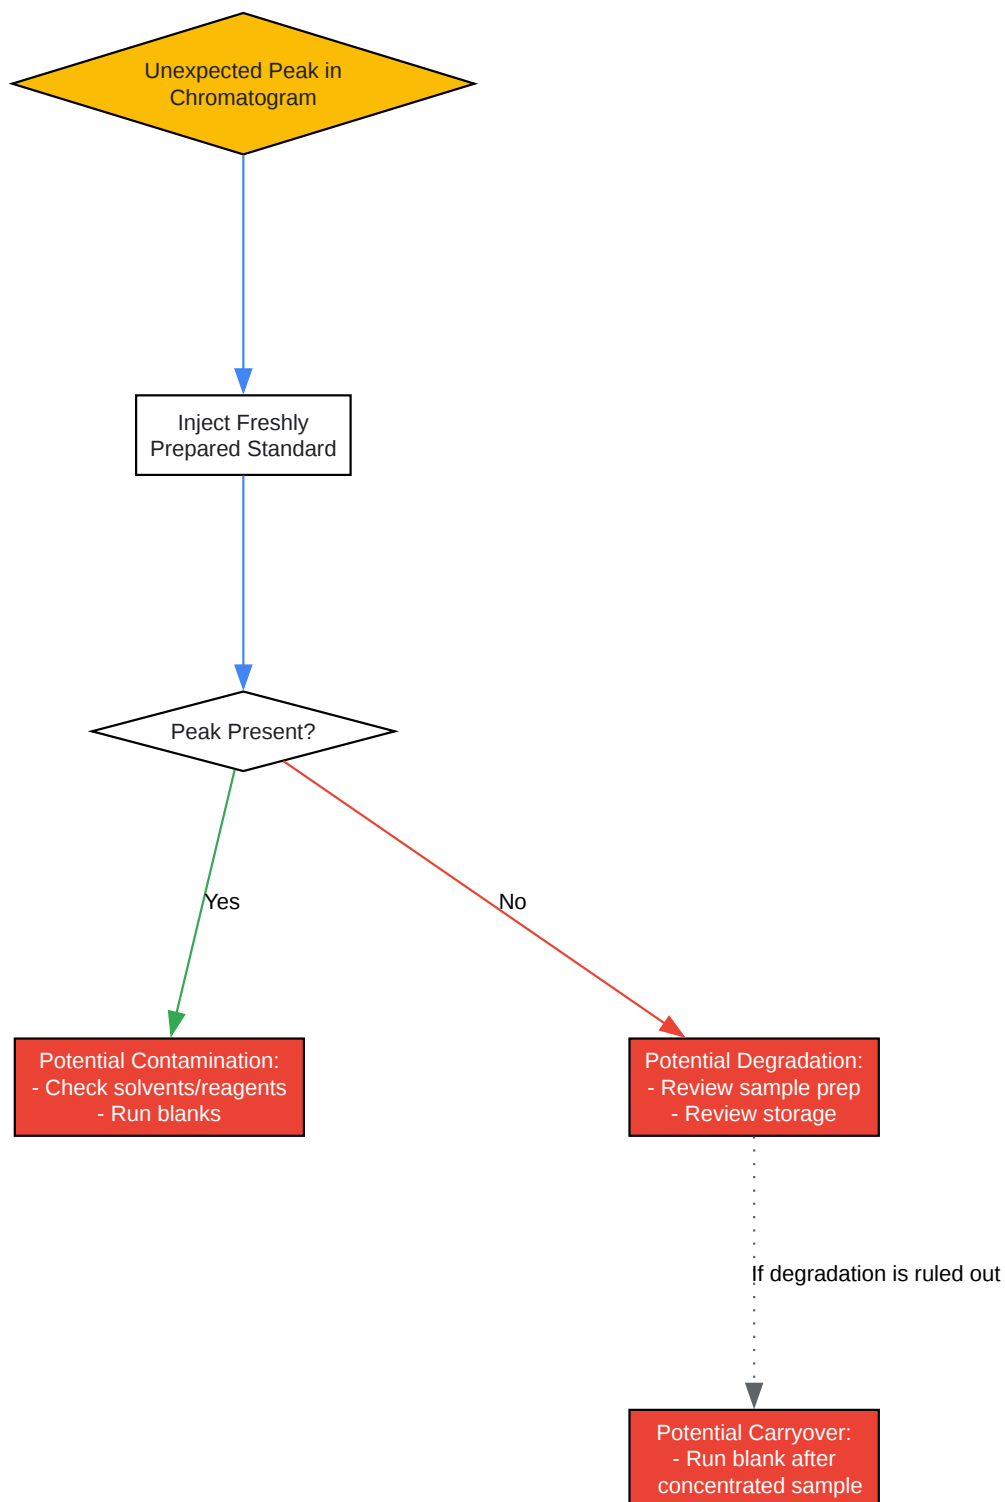 Unexpected Peak in
Chromatogram
Inject Freshly
Prepared Standard
Peak Present?
Yes
No
Potential Contamination:
- Check solvents/reagents
- Run blanks
Potential Degradation:
- Review sample prep
- Review storage
If degradation is ruled out
Potential Carryover:
- Run blank after
concentrated sample